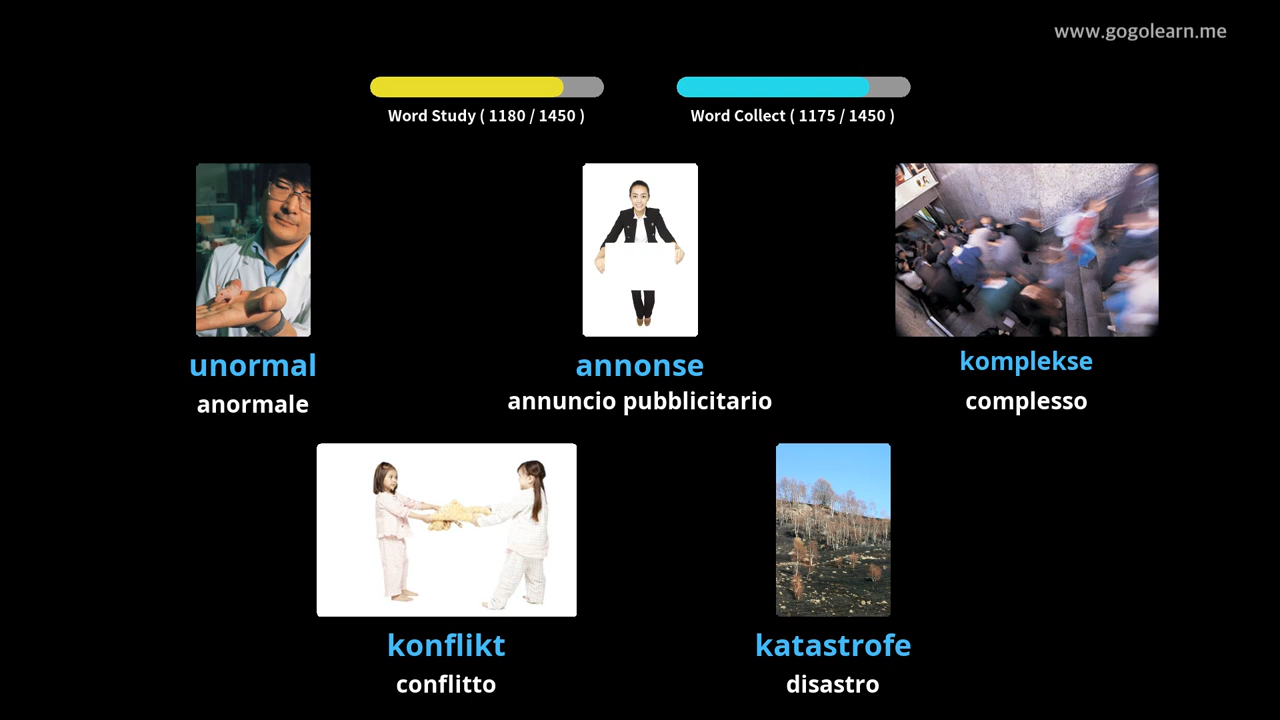 www.gogolearn.me
Word Study ( 1180 / 1450 )
Word Collect ( 1175 / 1450 )
unormal
anormale
annonse
annuncio pubblicitario
komplekse
complesso
konflikt
conflitto
katastrofe
disastro